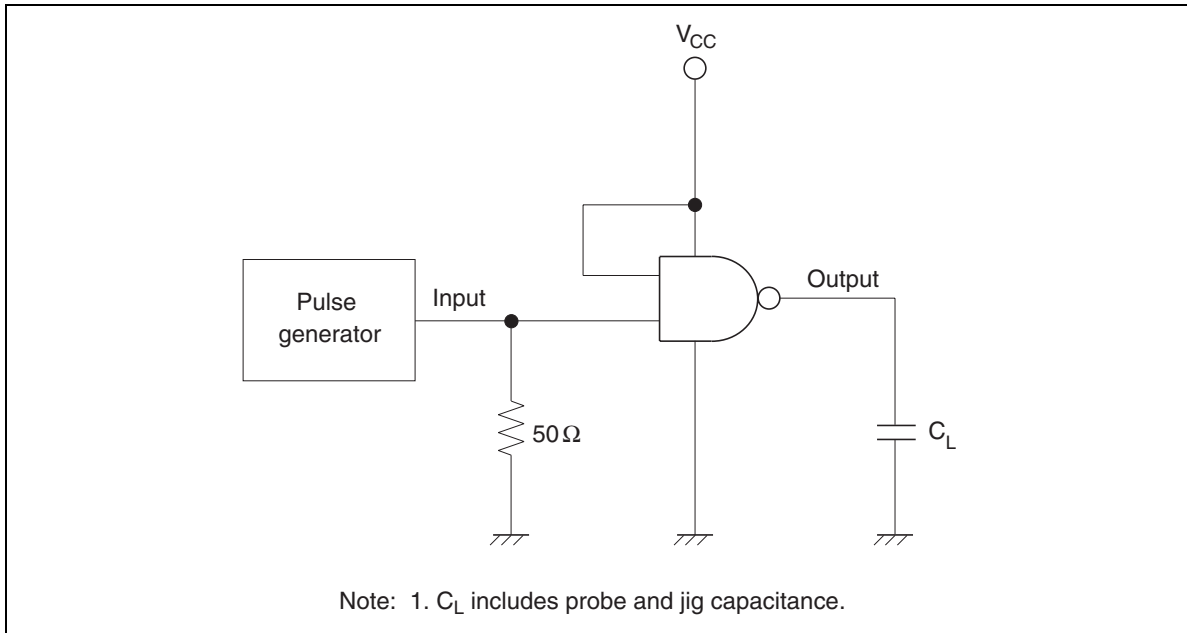 VCC
Pulse
generator
Input
Output
50Ω
CL
Note: 1. CL includes probe and jig capacitance.